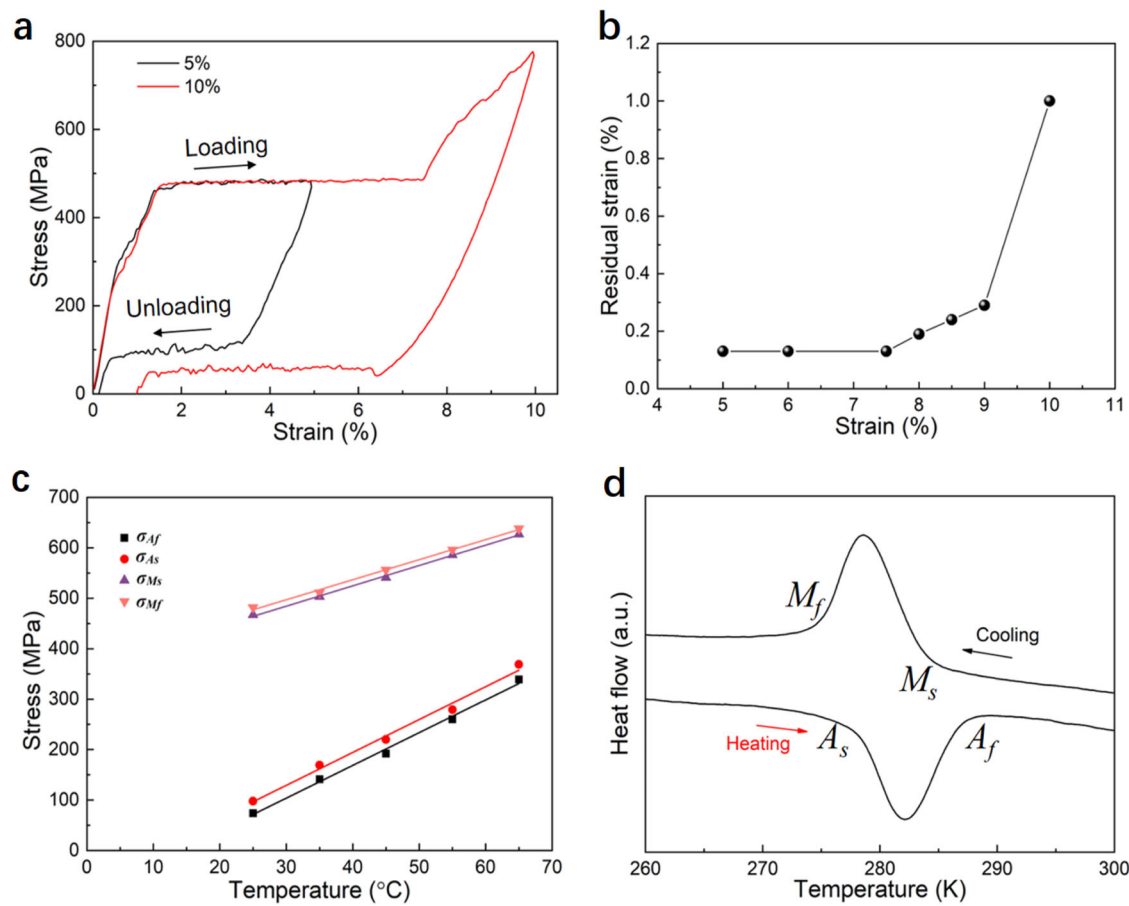 a
800
600
400
200
0
Stress (MPa)
5%
10%
Loading
Unloading
0 2 4 6 8 10
Strain (%)
b
1.2
1.0
0.8
0.6
0.4
0.2
0.0
Residual strain (%)
4 5 6 7 8 9 10 11
Strain (%)
c
700
600
500
400
300
200
100
0
Stress (MPa)
σAf
σAs
σMs
σMf
0 10 20 30 40 50 60 70
Temperature (°C)
d
Heat flow (a.u.)
Mf
Cooling
Ms
Heating
As
Af
260 270 280 290 300
Temperature (K)